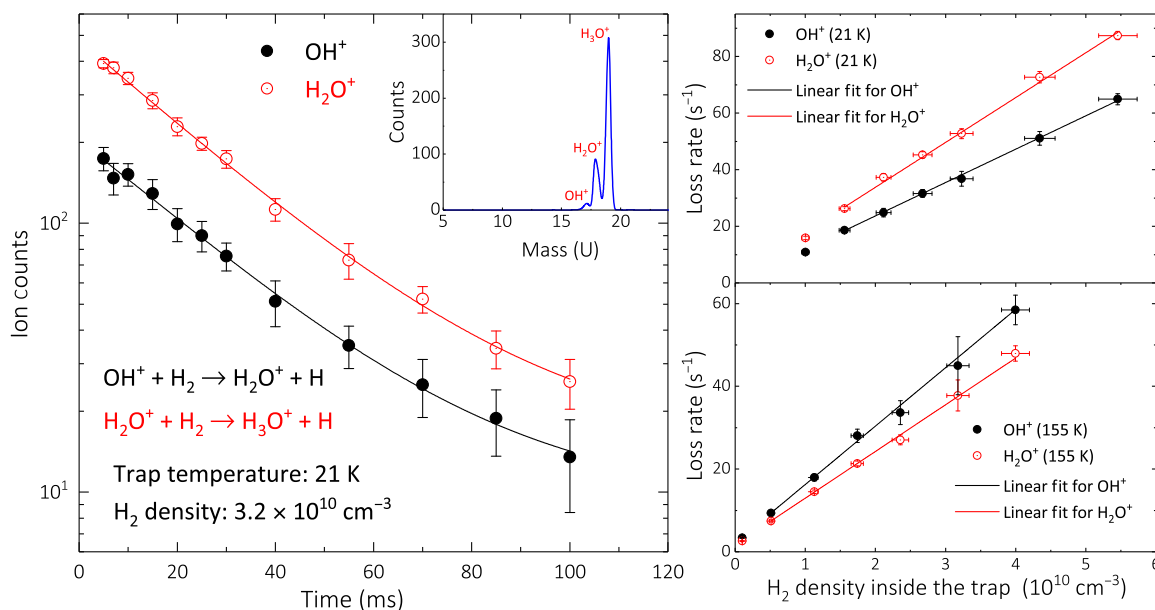 OH⁺
H₂O⁺
Ion counts
10²
10¹
0
20
40
60
80
100
120
Time (ms)
OH⁺ + H₂ → H₂O⁺ + H
H₂O⁺ + H₂ → H₃O⁺ + H
Trap temperature: 21 K
H₂ density: 3.2 × 10¹⁰ cm⁻³
Counts
300
200
100
0
5
10
15
20
Mass (U)
H₃O⁺
H₂O⁺
OH⁺
OH⁺ (21 K)
H₂O⁺ (21 K)
Linear fit for OH⁺
Linear fit for H₂O⁺
Loss rate (s⁻¹)
80
60
40
20
0
Loss rate (s⁻¹)
60
40
20
0
OH⁺ (155 K)
H₂O⁺ (155 K)
Linear fit for OH⁺
Linear fit for H₂O⁺
0
1
2
3
4
5
6
H₂ density inside the trap (10¹⁰ cm⁻³)